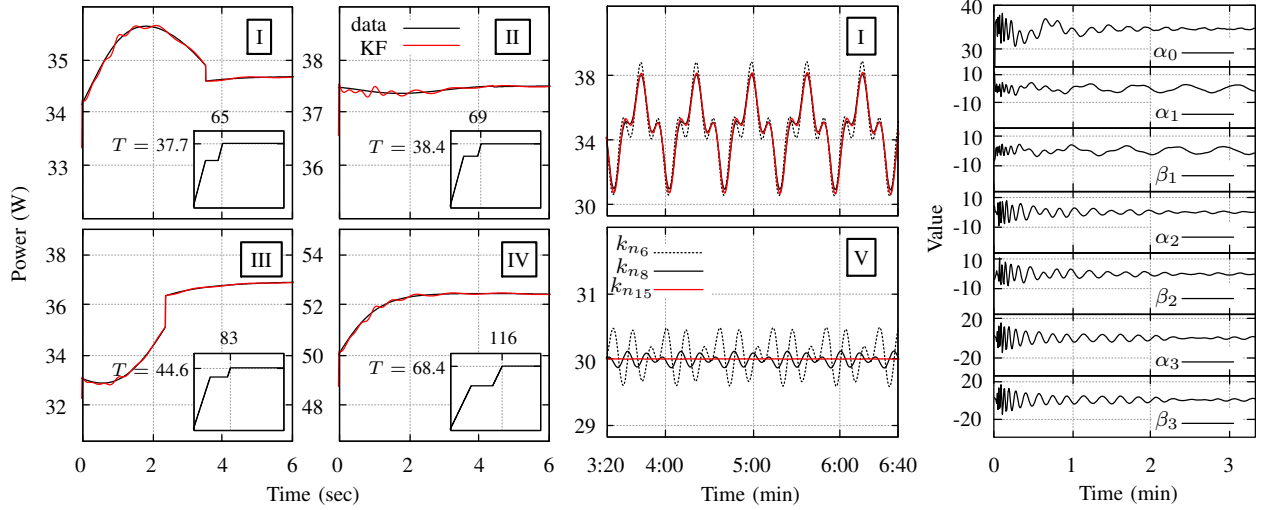 Power (W)
35
34
33
I
65
T = 37.7
data
KF
38
37
36
35
II
69
T = 38.4
38
36
34
32
III
83
T = 44.6
0
2
4
6
54
52
50
48
46
IV
116
T = 68.4
0
2
4
6
Time (sec)
38
34
30
I
31
30
29
V
k_{n_6}
k_{n_8}
k_{n_{15}}
3:20
4:00
5:00
6:00
6:40
Time (min)
Value
40
30
α_0
10
-10
α_1
10
-10
β_1
10
-10
α_2
10
-10
β_2
20
-20
α_3
20
-20
β_3
0
1
2
3
Time (min)